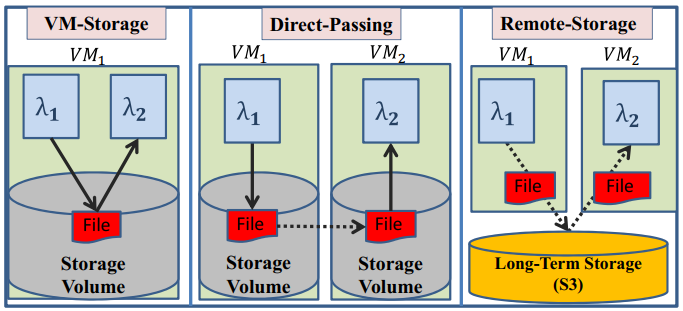 VM-Storage
VM₁
λ₁
λ₂
File
Storage
Volume
Direct-Passing
VM₁
VM₂
λ₁
λ₂
File
File
Storage
Volume
Storage
Volume
Remote-Storage
VM₁
VM₂
λ₁
λ₂
File
File
Long-Term Storage
(S3)